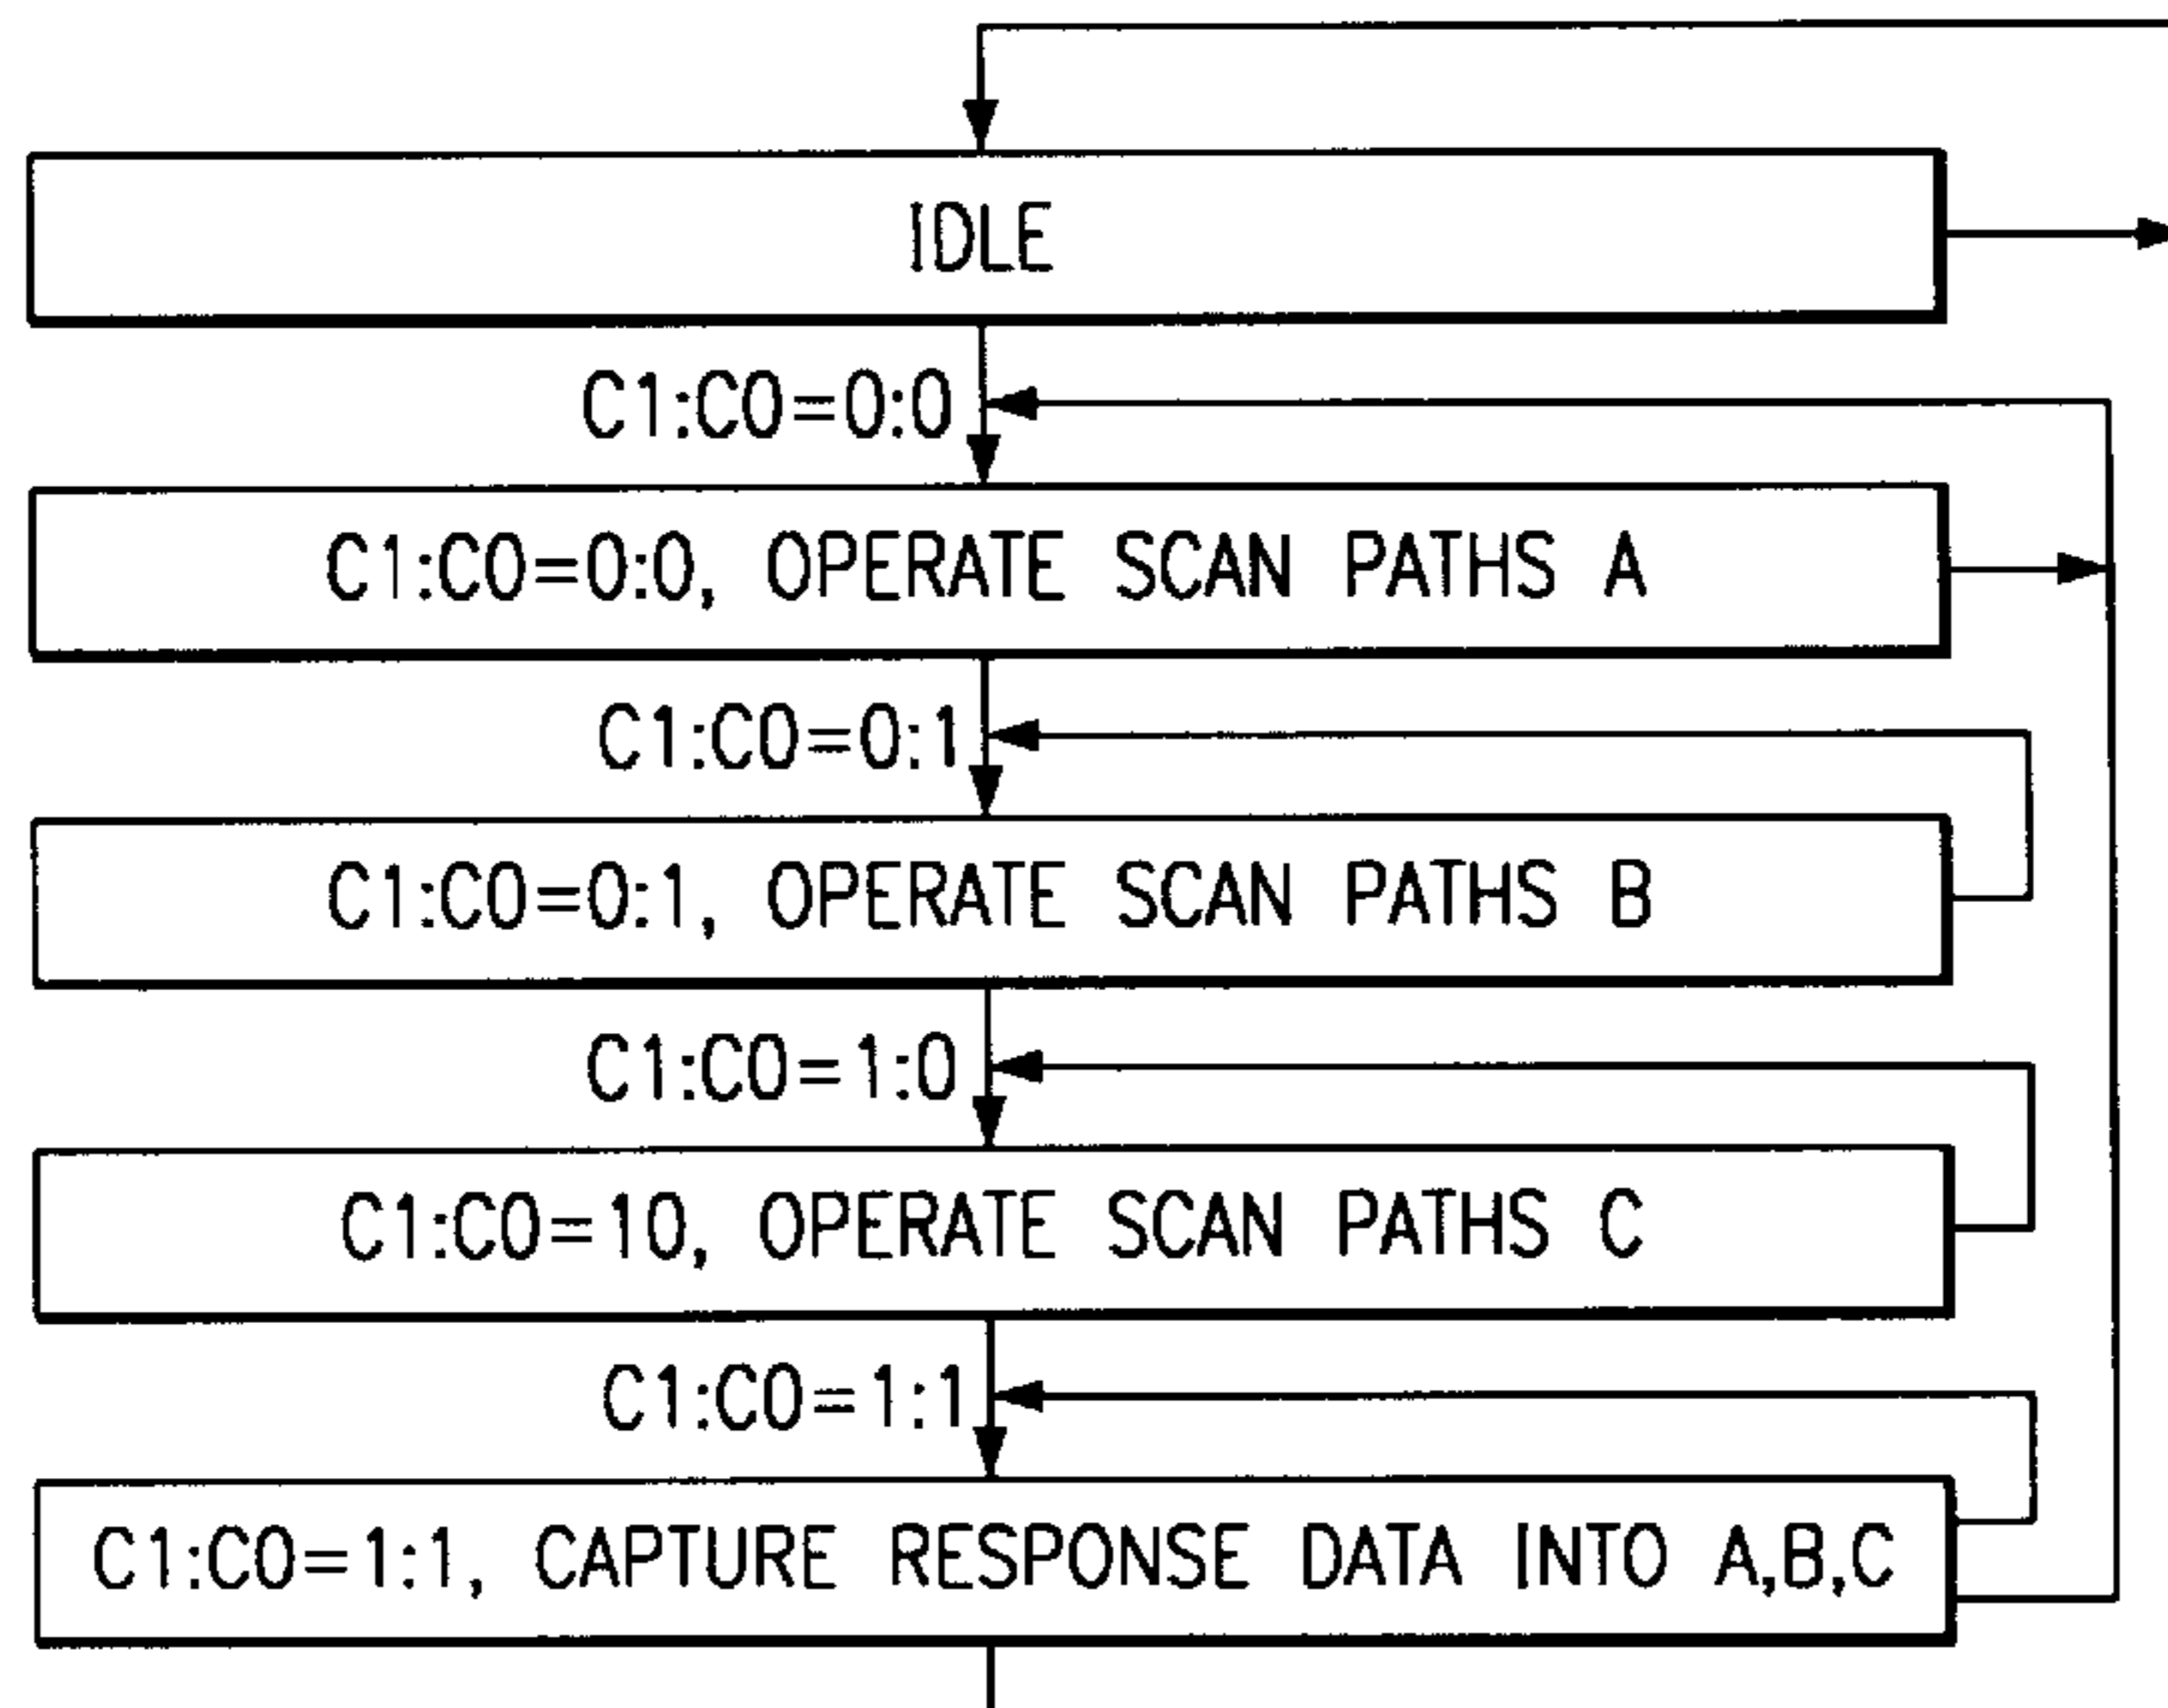 IDLE
C1:C0=0:0
C1:C0=0:0, OPERATE SCAN PATHS A
C1:C0=0:1
C1:C0=0:1, OPERATE SCAN PATHS B
C1:C0=1:0
C1:C0=10, OPERATE SCAN PATHS C
C1:C0=1:1
C1:C0=1:1, CAPTURE RESPONSE DATA INTO A,B,C